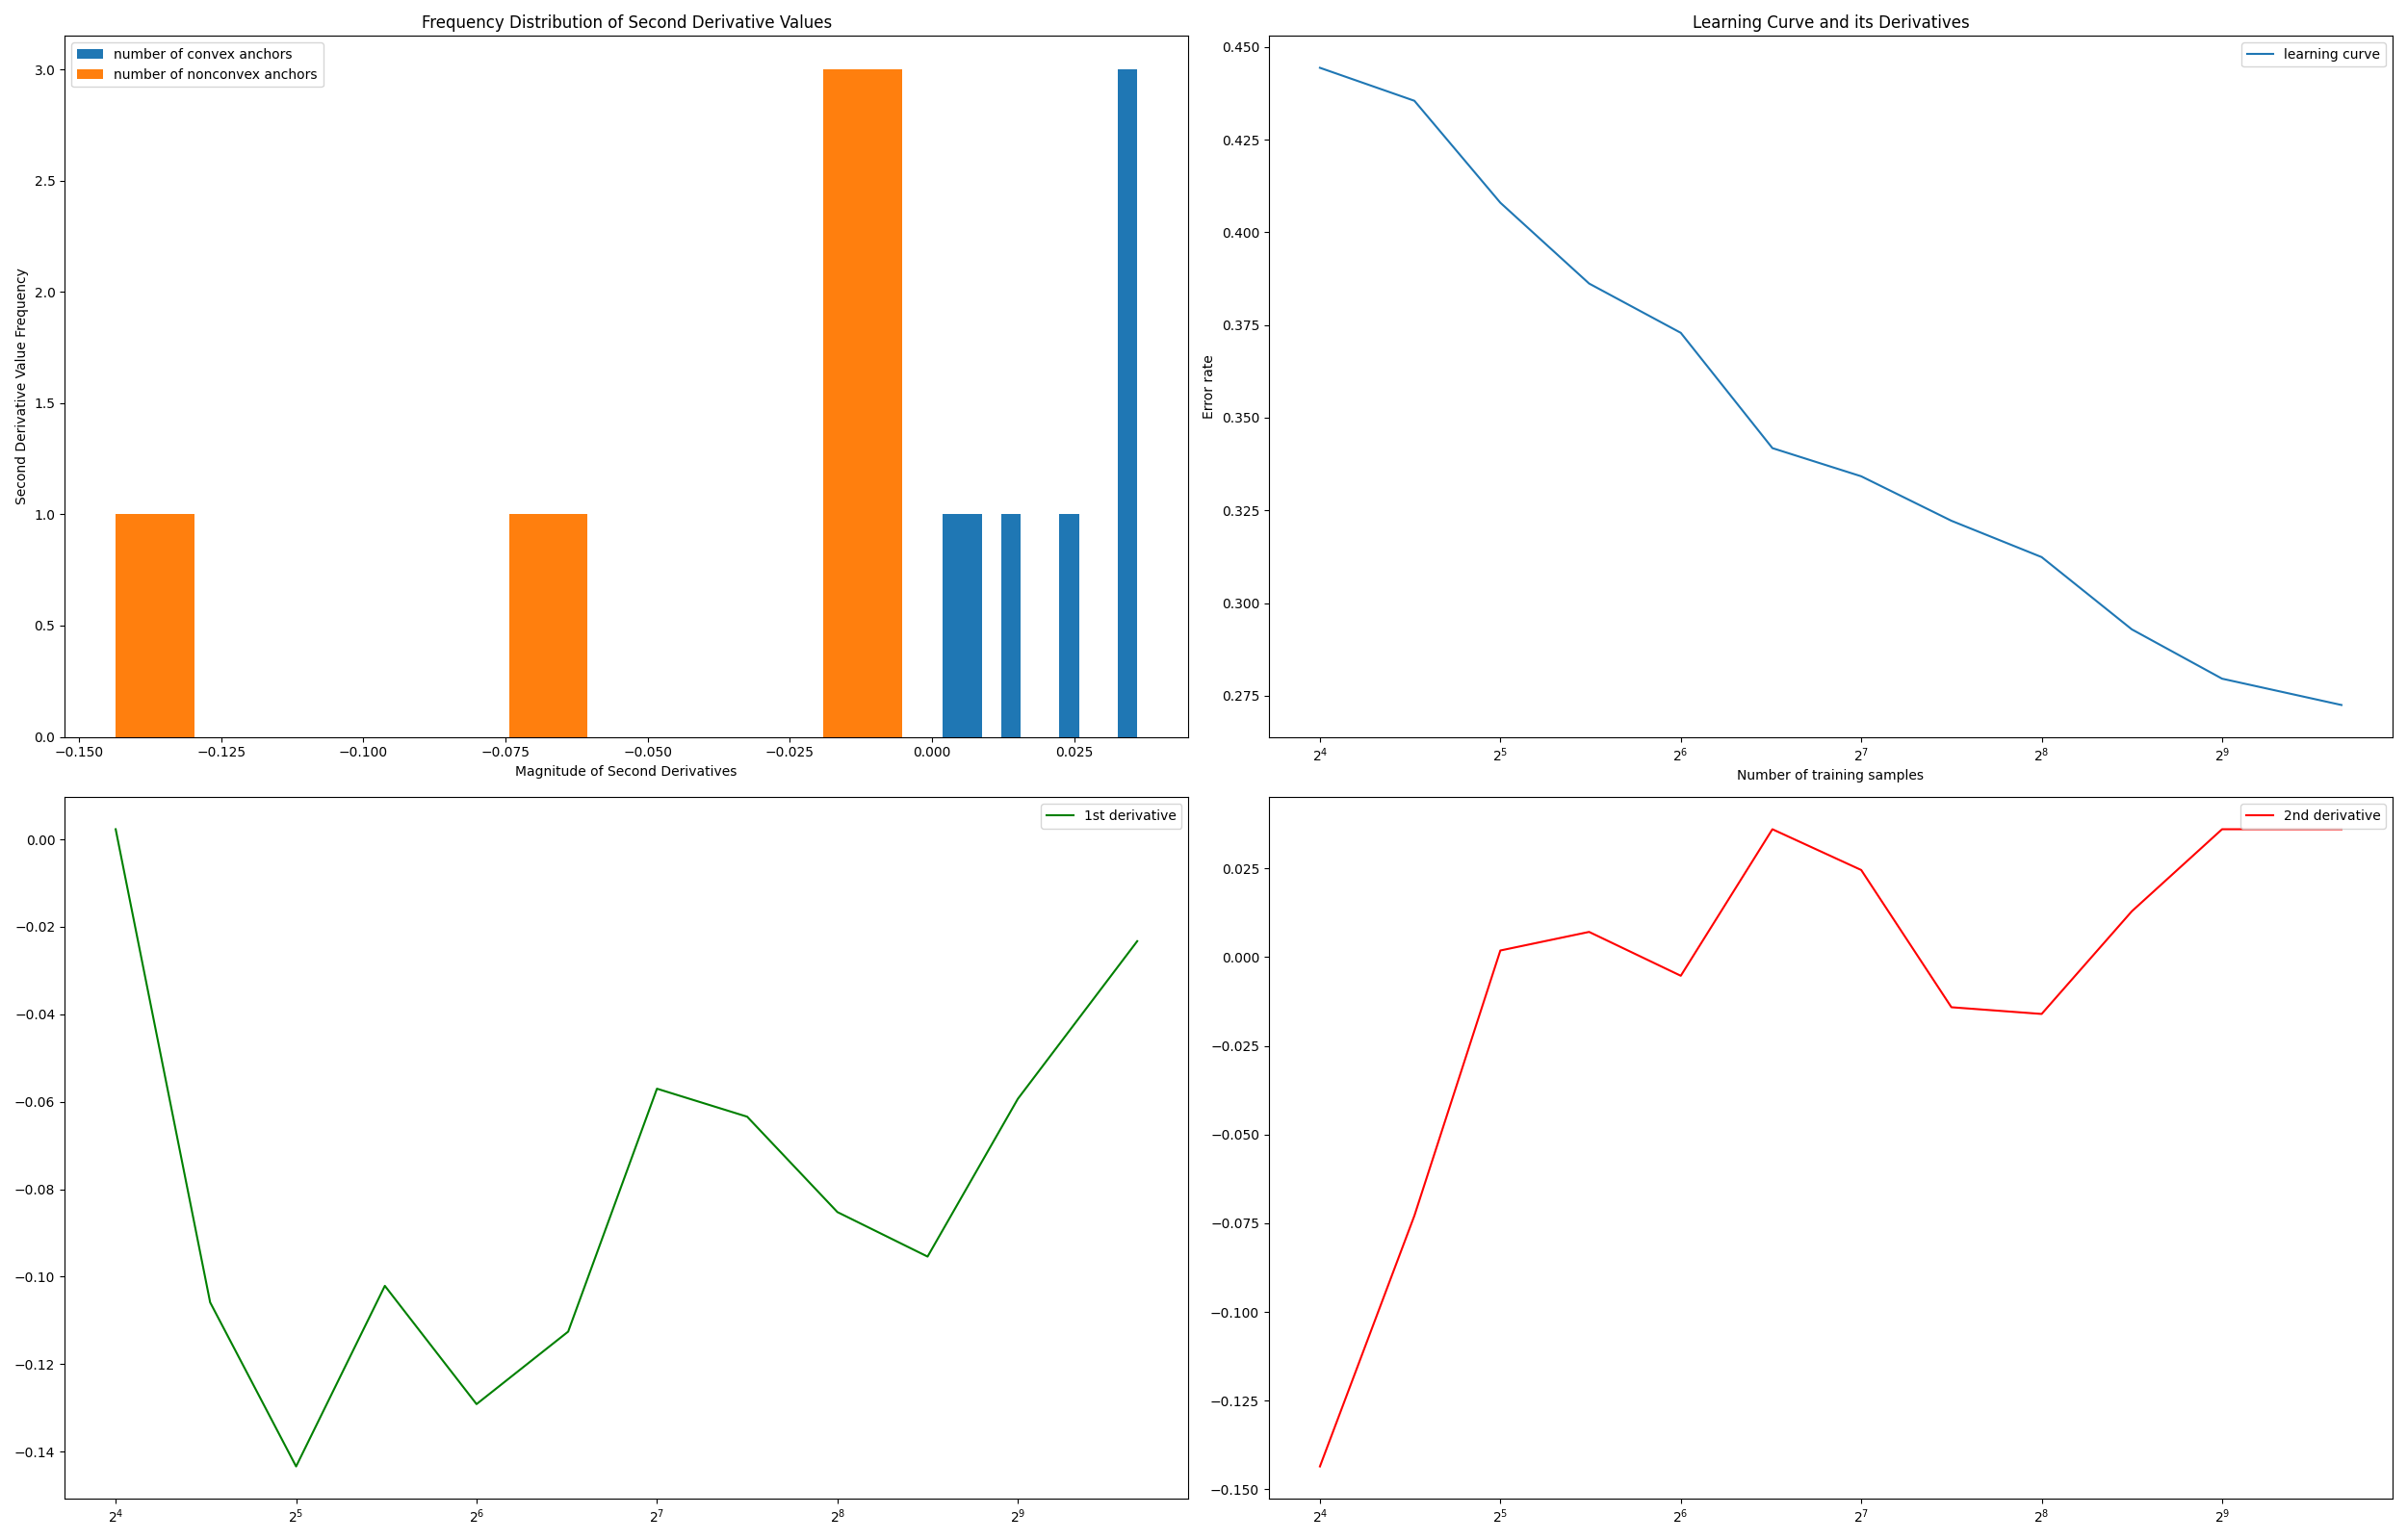 Frequency Distribution of Second Derivative Values
number of convex anchors
number of nonconvex anchors
Second Derivative Value Frequency
3.0
2.5
2.0
1.5
1.0
0.5
0.0
−0.150 −0.125 −0.100 −0.075 −0.050 −0.025 0.000 0.025
Magnitude of Second Derivatives
Learning Curve and its Derivatives
learning curve
Error rate
0.450
0.425
0.400
0.375
0.350
0.325
0.300
0.275
2⁴ 2⁵ 2⁶ 2⁷ 2⁸ 2⁹
Number of training samples
1st derivative
0.00
−0.02
−0.04
−0.06
−0.08
−0.10
−0.12
−0.14
2⁴ 2⁵ 2⁶ 2⁷ 2⁸ 2⁹
2nd derivative
0.025
0.000
−0.025
−0.050
−0.075
−0.100
−0.125
−0.150
2⁴ 2⁵ 2⁶ 2⁷ 2⁸ 2⁹